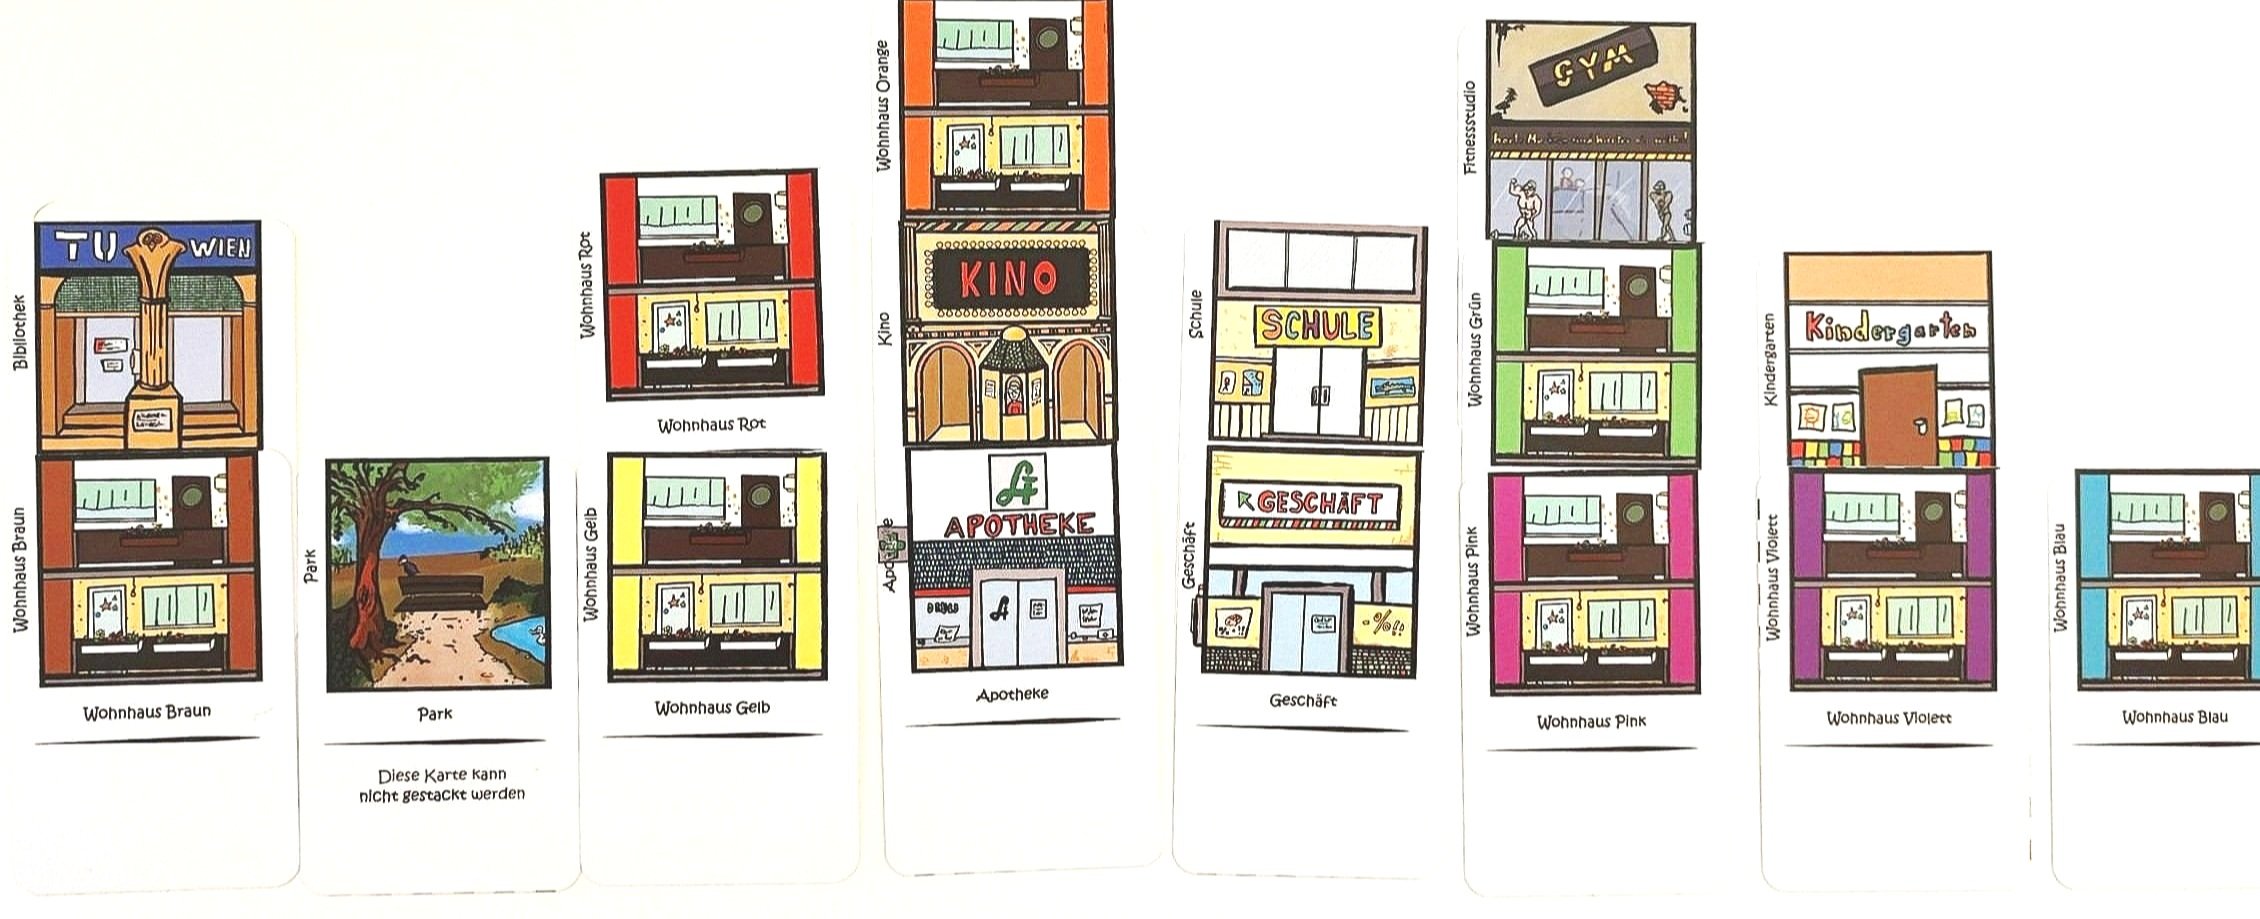 Bibliothek
TU WIEN
Wohnhaus Braun
Wohnhaus Braun
Park
Park
Diese Karte kann
nicht gestackt werden
Wohnhaus Rot
Wohnhaus Rot
Wohnhaus Gelb
Wohnhaus Gelb
Wohnhaus Orange
Kino
KINO
APOTHEKE
Apotheke
Schule
SCHULE
Geschäft
GESCHÄFT
-%!!
Geschäft
Fitnessstudio
GYM
Wohnhaus Grün
Wohnhaus Pink
Wohnhaus Pink
Kindergarten
Kindergarten
Wohnhaus Violett
Wohnhaus Violett
Wohnhaus Blau
Wohnhaus Blau